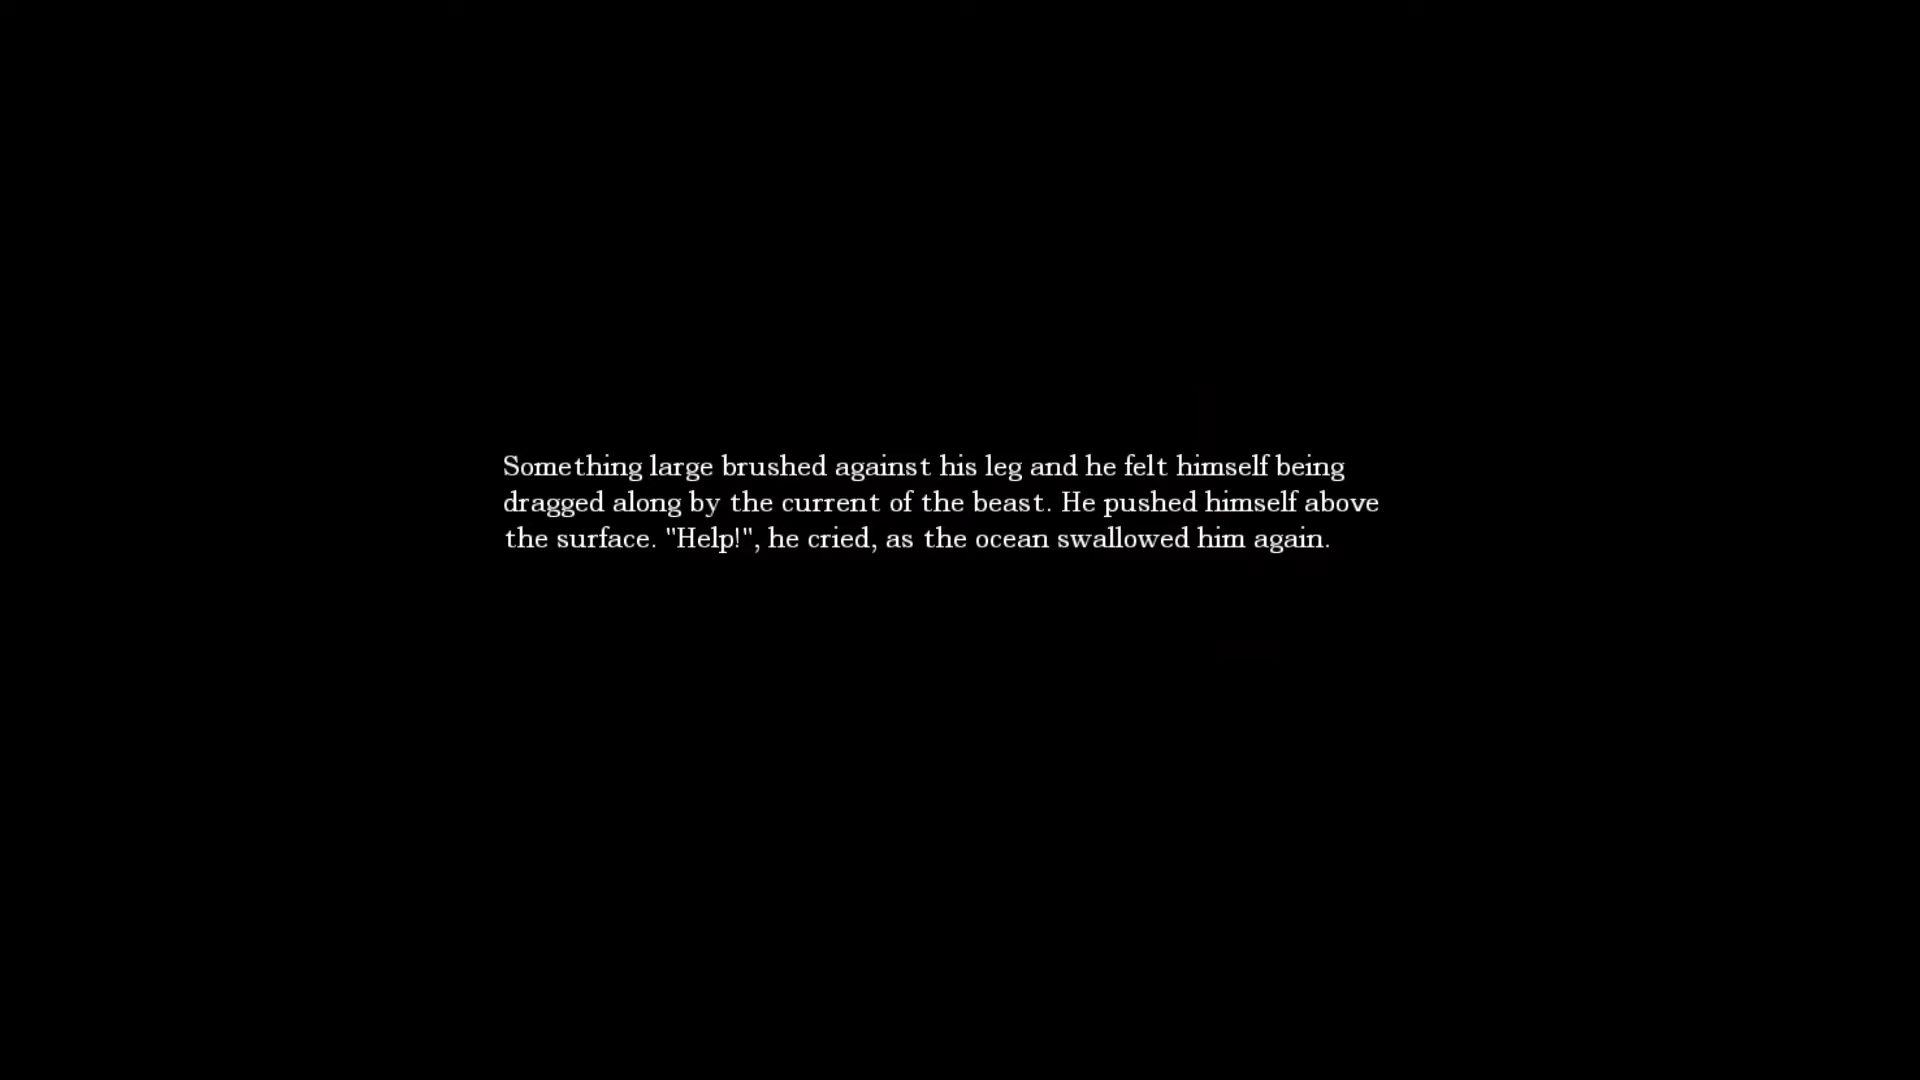 Something large brushed against his leg and he felt himself being
dragged along by the current of the beast. He pushed himself above
the surface. "Help!", he cried, as the ocean swallowed him again.